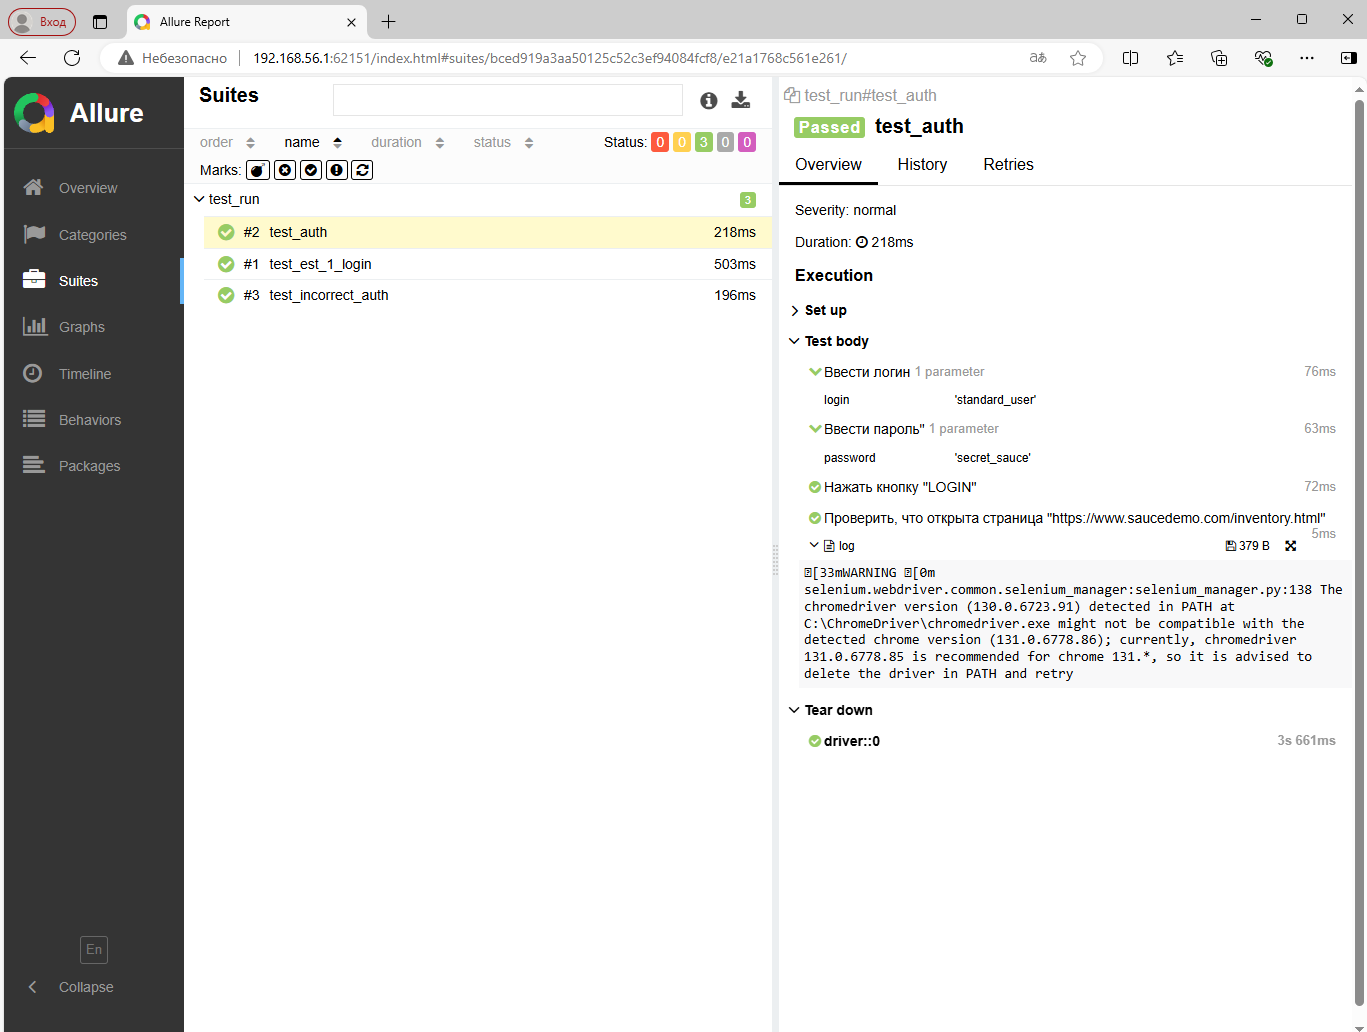 Вход
Allure Report
Небезопасно
192.168.56.1:62151/index.html#suites/bced919a3aa50125c52c3ef94084fcf8/e21a1768c561e261/
аあ
Allure
Overview
Categories
Suites
Graphs
Timeline
Behaviors
Packages
En
Collapse
Suites
order name duration status Status: 0 0 3 0 0
Marks:
test_run 3
#2 test_auth 218ms
#1 test_est_1_login 503ms
#3 test_incorrect_auth 196ms
test_run#test_auth
Passed test_auth
Overview History Retries
Severity: normal
Duration: 218ms
Execution
Set up
Test body
Ввести логин 1 parameter 76ms
login 'standard_user'
Ввести пароль" 1 parameter 63ms
password 'secret_sauce'
Нажать кнопку "LOGIN" 72ms
Проверить, что открыта страница "https://www.saucedemo.com/inventory.html"
5ms
log 379 B
[33mWARNING [0m
selenium.webdriver.common.selenium_manager:selenium_manager.py:138 The
chromedriver version (130.0.6723.91) detected in PATH at
C:\ChromeDriver\chromedriver.exe might not be compatible with the
detected chrome version (131.0.6778.86); currently, chromedriver
131.0.6778.85 is recommended for chrome 131.*, so it is advised to
delete the driver in PATH and retry
Tear down
driver::0 3s 661ms